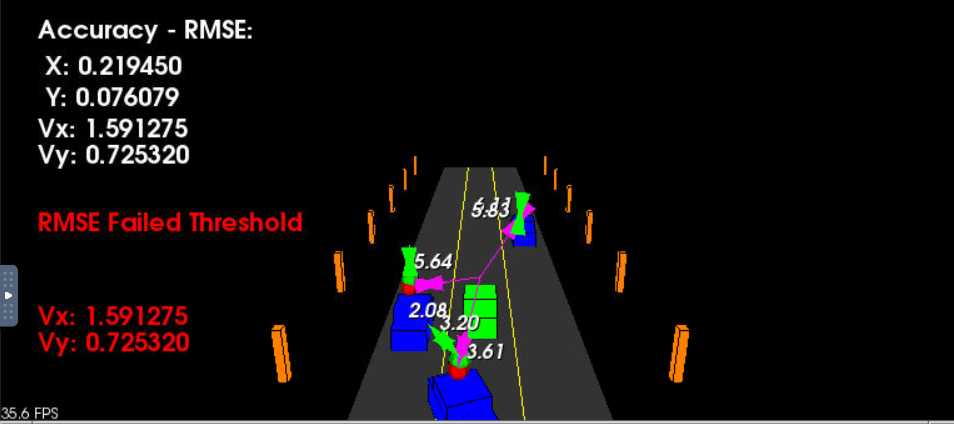 Accuracy - RMSE:
X: 0.219450
Y: 0.076079
Vx: 1.591275
Vy: 0.725320
RMSE Failed Threshold
Vx: 1.591275
Vy: 0.725320
5.83
5.64
2.08
3.20
3.61
35.6 FPS